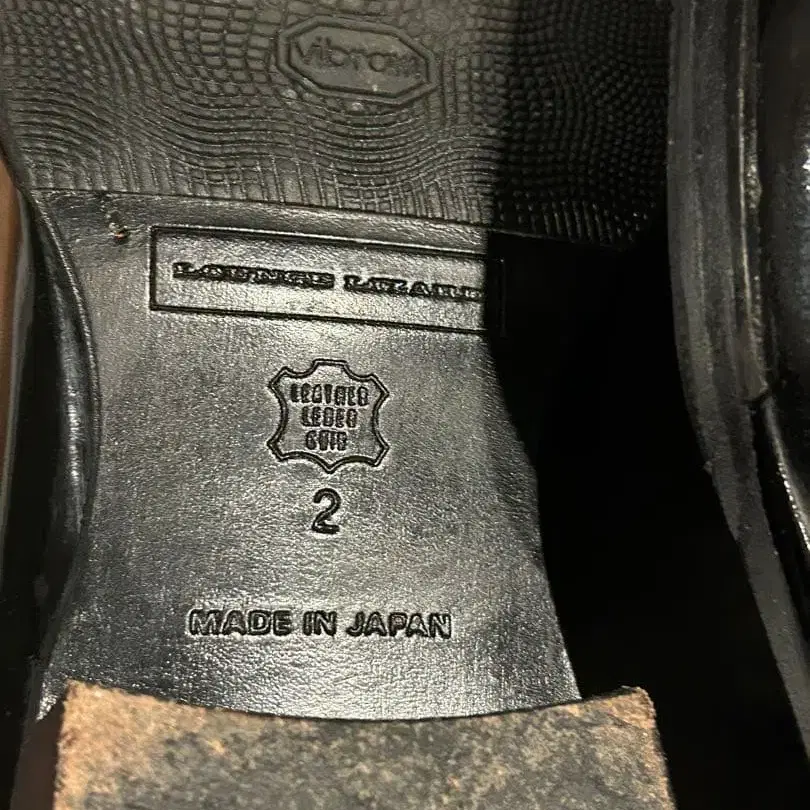 Vibram
LOUNGE LIZARD
LEATHER
LEDER
CUIR
2
MADE IN JAPAN